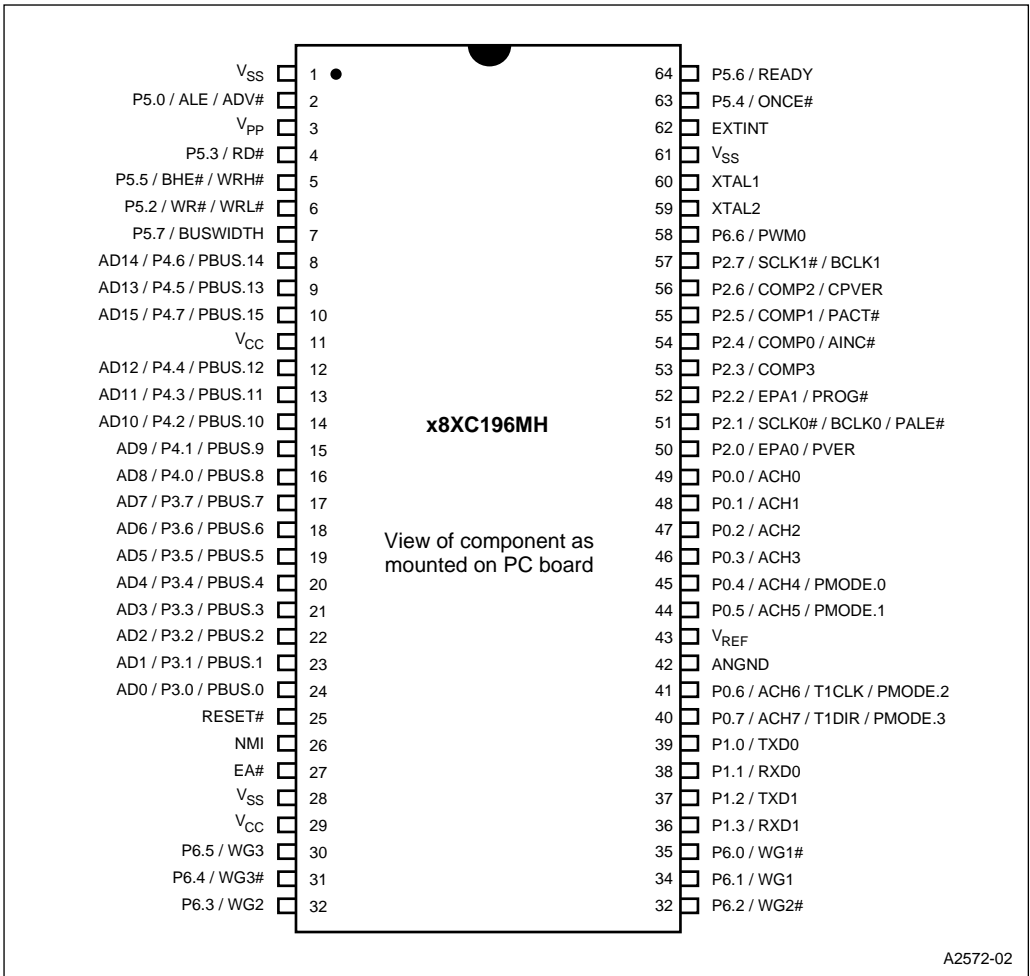 V_SS 1 64 P5.6 / READY
P5.0 / ALE / ADV# 2 63 P5.4 / ONCE#
V_PP 3 62 EXTINT
P5.3 / RD# 4 61 V_SS
P5.5 / BHE# / WRH# 5 60 XTAL1
P5.2 / WR# / WRL# 6 59 XTAL2
P5.7 / BUSWIDTH 7 58 P6.6 / PWM0
AD14 / P4.6 / PBUS.14 8 57 P2.7 / SCLK1# / BCLK1
AD13 / P4.5 / PBUS.13 9 56 P2.6 / COMP2 / CPVER
AD15 / P4.7 / PBUS.15 10 55 P2.5 / COMP1 / PACT#
V_CC 11 54 P2.4 / COMP0 / AINC#
AD12 / P4.4 / PBUS.12 12 53 P2.3 / COMP3
AD11 / P4.3 / PBUS.11 13 52 P2.2 / EPA1 / PROG#
AD10 / P4.2 / PBUS.10 14 x8XC196MH 51 P2.1 / SCLK0# / BCLK0 / PALE#
AD9 / P4.1 / PBUS.9 15 50 P2.0 / EPA0 / PVER
AD8 / P4.0 / PBUS.8 16 49 P0.0 / ACH0
AD7 / P3.7 / PBUS.7 17 48 P0.1 / ACH1
AD6 / P3.6 / PBUS.6 18 47 P0.2 / ACH2
View of component as
AD5 / P3.5 / PBUS.5 19 46 P0.3 / ACH3
mounted on PC board
AD4 / P3.4 / PBUS.4 20 45 P0.4 / ACH4 / PMODE.0
AD3 / P3.3 / PBUS.3 21 44 P0.5 / ACH5 / PMODE.1
AD2 / P3.2 / PBUS.2 22 43 V_REF
AD1 / P3.1 / PBUS.1 23 42 ANGND
AD0 / P3.0 / PBUS.0 24 41 P0.6 / ACH6 / T1CLK / PMODE.2
RESET# 25 40 P0.7 / ACH7 / T1DIR / PMODE.3
NMI 26 39 P1.0 / TXD0
EA# 27 38 P1.1 / RXD0
V_SS 28 37 P1.2 / TXD1
V_CC 29 36 P1.3 / RXD1
P6.5 / WG3 30 35 P6.0 / WG1#
P6.4 / WG3# 31 34 P6.1 / WG1
P6.3 / WG2 32 32 P6.2 / WG2#
A2572-02